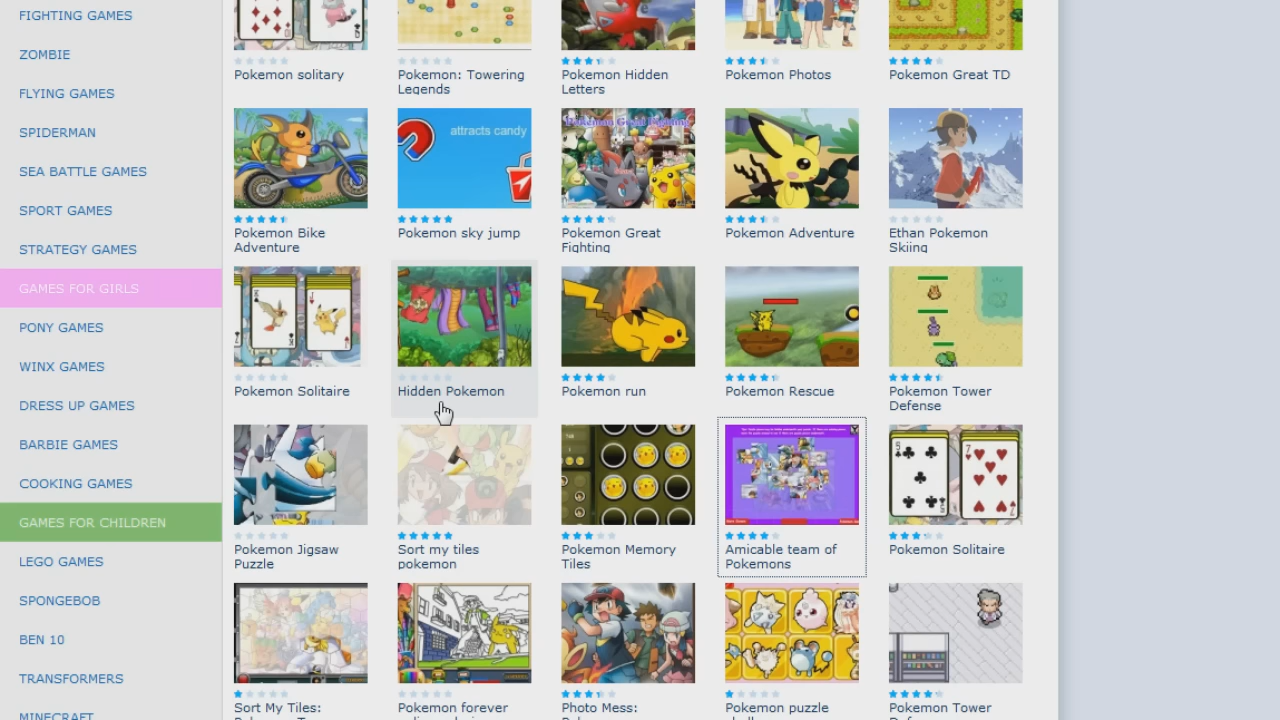 FIGHTING GAMES
ZOMBIE
FLYING GAMES
SPIDERMAN
SEA BATTLE GAMES
SPORT GAMES
STRATEGY GAMES
GAMES FOR GIRLS
PONY GAMES
WINX GAMES
DRESS UP GAMES
BARBIE GAMES
COOKING GAMES
GAMES FOR CHILDREN
LEGO GAMES
SPONGEBOB
BEN 10
TRANSFORMERS
MINECRAFT
Pokemon solitary
Pokemon: Towering
Legends
Pokemon Hidden
Letters
Pokemon Photos
Pokemon Great TD
attracts candy
Pokemon Great Fighting
Pokemon Bike
Adventure
Pokemon sky jump
Pokemon Great
Fighting
Pokemon Adventure
Ethan Pokemon
Skiing
Pokemon Solitaire
Hidden Pokemon
Pokemon run
Pokemon Rescue
Pokemon Tower
Defense
Pokemon Jigsaw
Puzzle
Sort my tiles
pokemon
Pokemon Memory
Tiles
Amicable team of
Pokemons
Pokemon Solitaire
Sort My Tiles:
Pokemon forever
Photo Mess:
Pokemon puzzle
Pokemon Tower